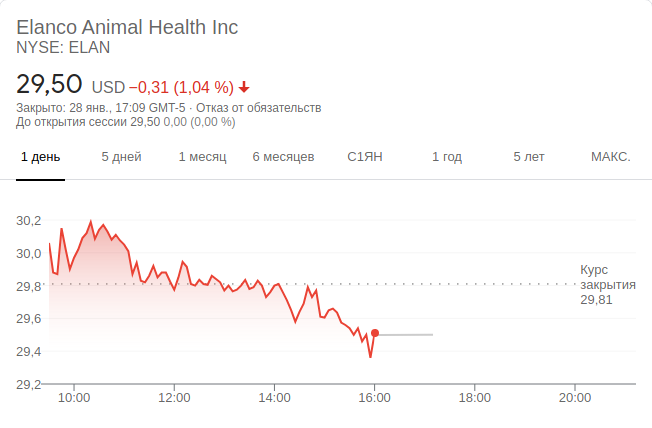 Elanco Animal Health Inc
NYSE: ELAN
29,50 USD −0,31 (1,04 %)
Закрыто: 28 янв., 17:09 GMT-5 · Отказ от обязательств
До открытия сессии 29,50 0,00 (0,00 %)
1 день 5 дней 1 месяц 6 месяцев С1ЯН 1 год 5 лет МАКС.
30,2
30,0
29,8
29,6
29,4
29,2
Курс
закрытия
29,81
10:00 12:00 14:00 16:00 18:00 20:00